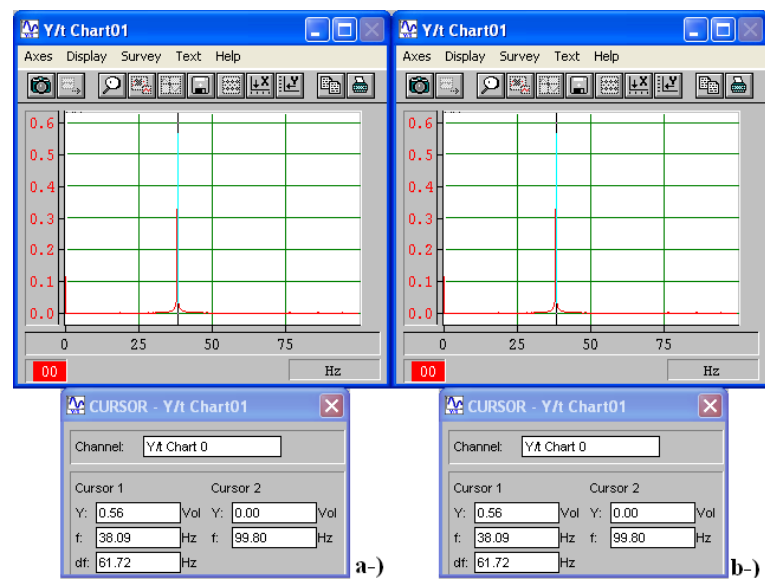 Y/t Chart01
Axes Display Survey Text Help
0.6
0.5
0.4
0.3
0.2
0.1
0.0
0 25 50 75
00 Hz
CURSOR - Y/t Chart01
Channel: Y/t Chart 0
Cursor 1 Cursor 2
Y: 0.56 Vol Y: 0.00 Vol
f: 38.09 Hz f: 99.80 Hz
df: 61.72 Hz
a-)
Y/t Chart01
Axes Display Survey Text Help
0.6
0.5
0.4
0.3
0.2
0.1
0.0
0 25 50 75
00 Hz
CURSOR - Y/t Chart01
Channel: Y/t Chart 0
Cursor 1 Cursor 2
Y: 0.56 Vol Y: 0.00 Vol
f: 38.09 Hz f: 99.80 Hz
df: 61.72 Hz
b-)